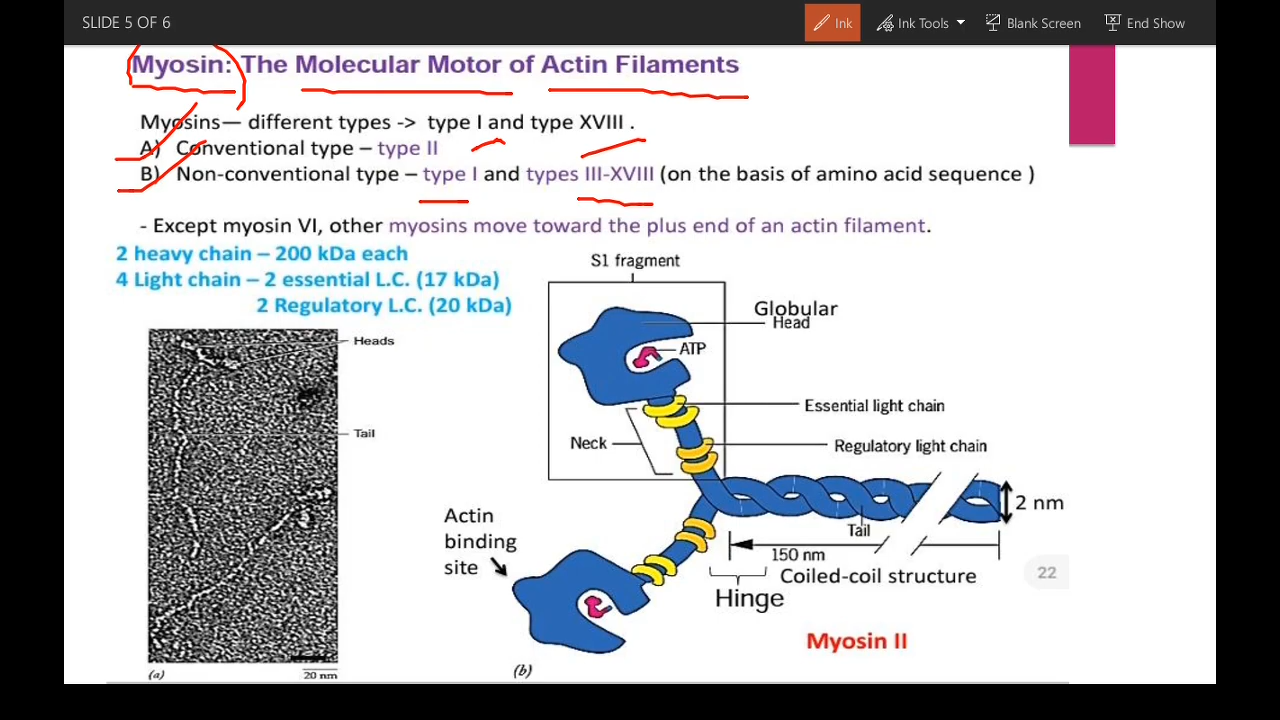 SLIDE 5 OF 6
Ink
Ink Tools
Blank Screen
End Show
Myosin: The Molecular Motor of Actin Filaments
Myosins— different types -> type I and type XVIII .
A) Conventional type – type II
B) Non-conventional type – type I and types III-XVIII (on the basis of amino acid sequence )
- Except myosin VI, other myosins move toward the plus end of an actin filament.
2 heavy chain – 200 kDa each
4 Light chain – 2 essential L.C. (17 kDa)
2 Regulatory L.C. (20 kDa)
S1 fragment
Globular
Head
ATP
Essential light chain
Neck
Regulatory light chain
Heads
Tail
2 nm
Actin
binding
site
Tail
150 nm
Coiled-coil structure
22
Hinge
Myosin II
(a)
20 nm
(b)